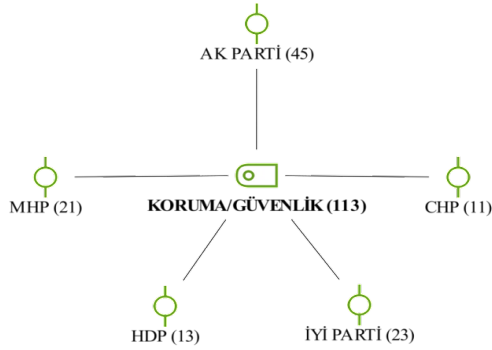 AK PARTİ (45)
MHP (21)
KORUMA/GÜVENLİK (113)
CHP (11)
HDP (13)
İYİ PARTİ (23)